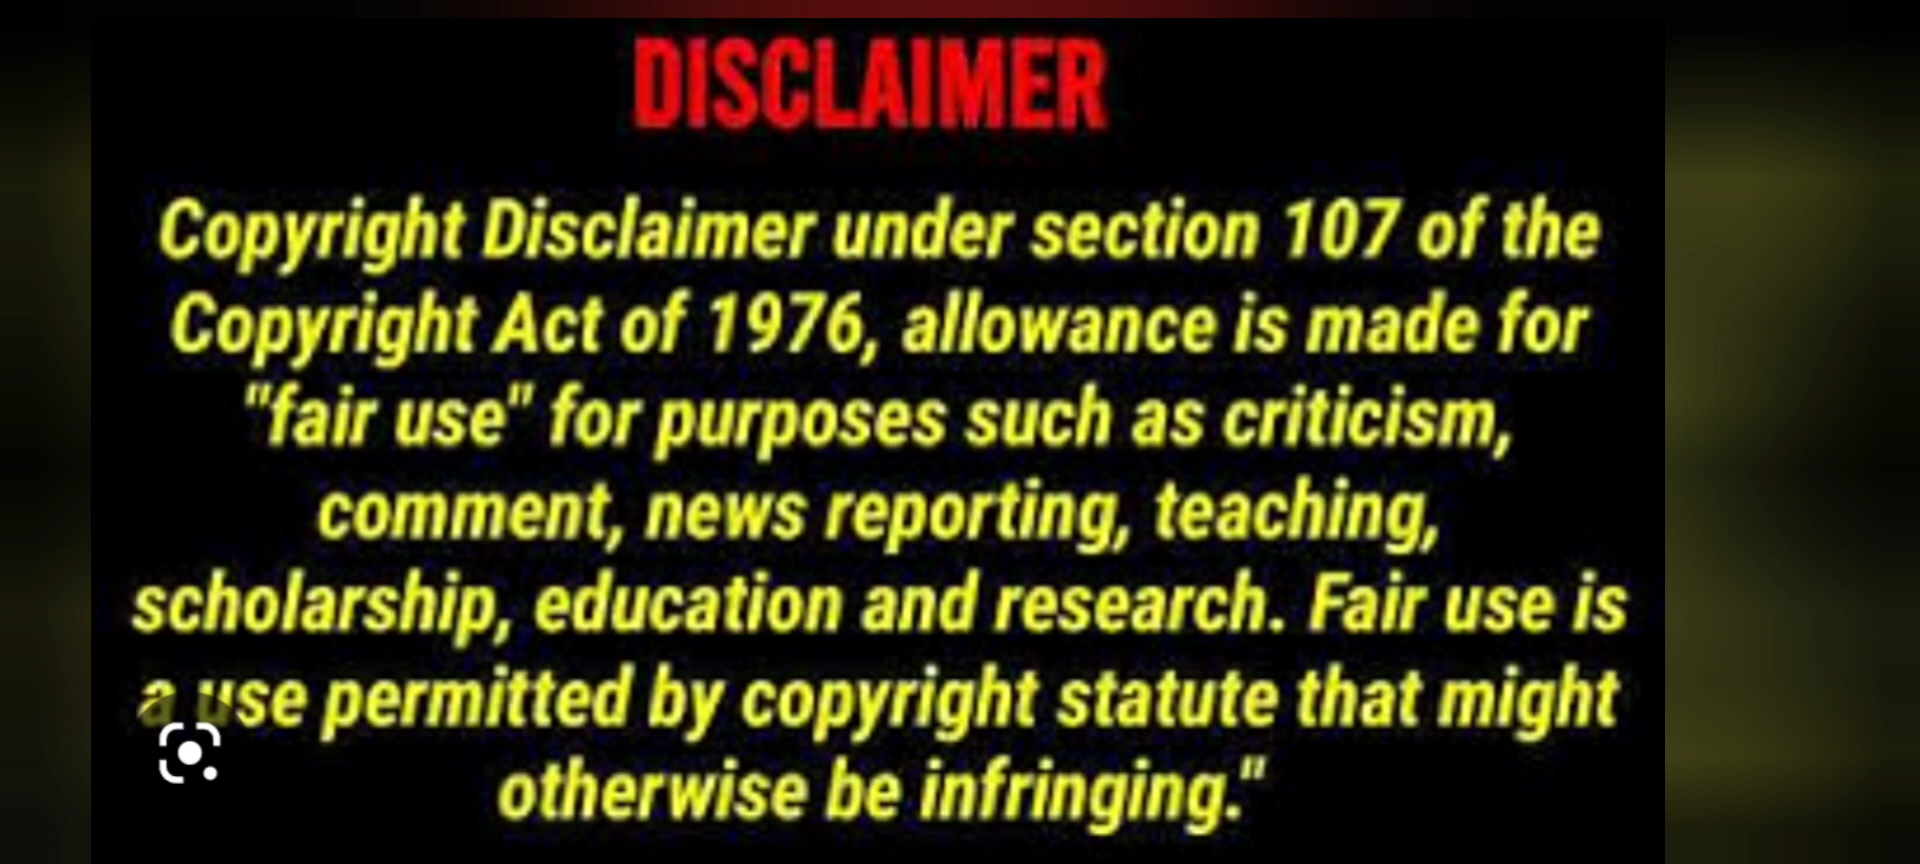 DISCLAIMER
Copyright Disclaimer under section 107 of the
Copyright Act of 1976, allowance is made for
"fair use" for purposes such as criticism,
comment, news reporting, teaching,
scholarship, education and research. Fair use is
a use permitted by copyright statute that might
otherwise be infringing."